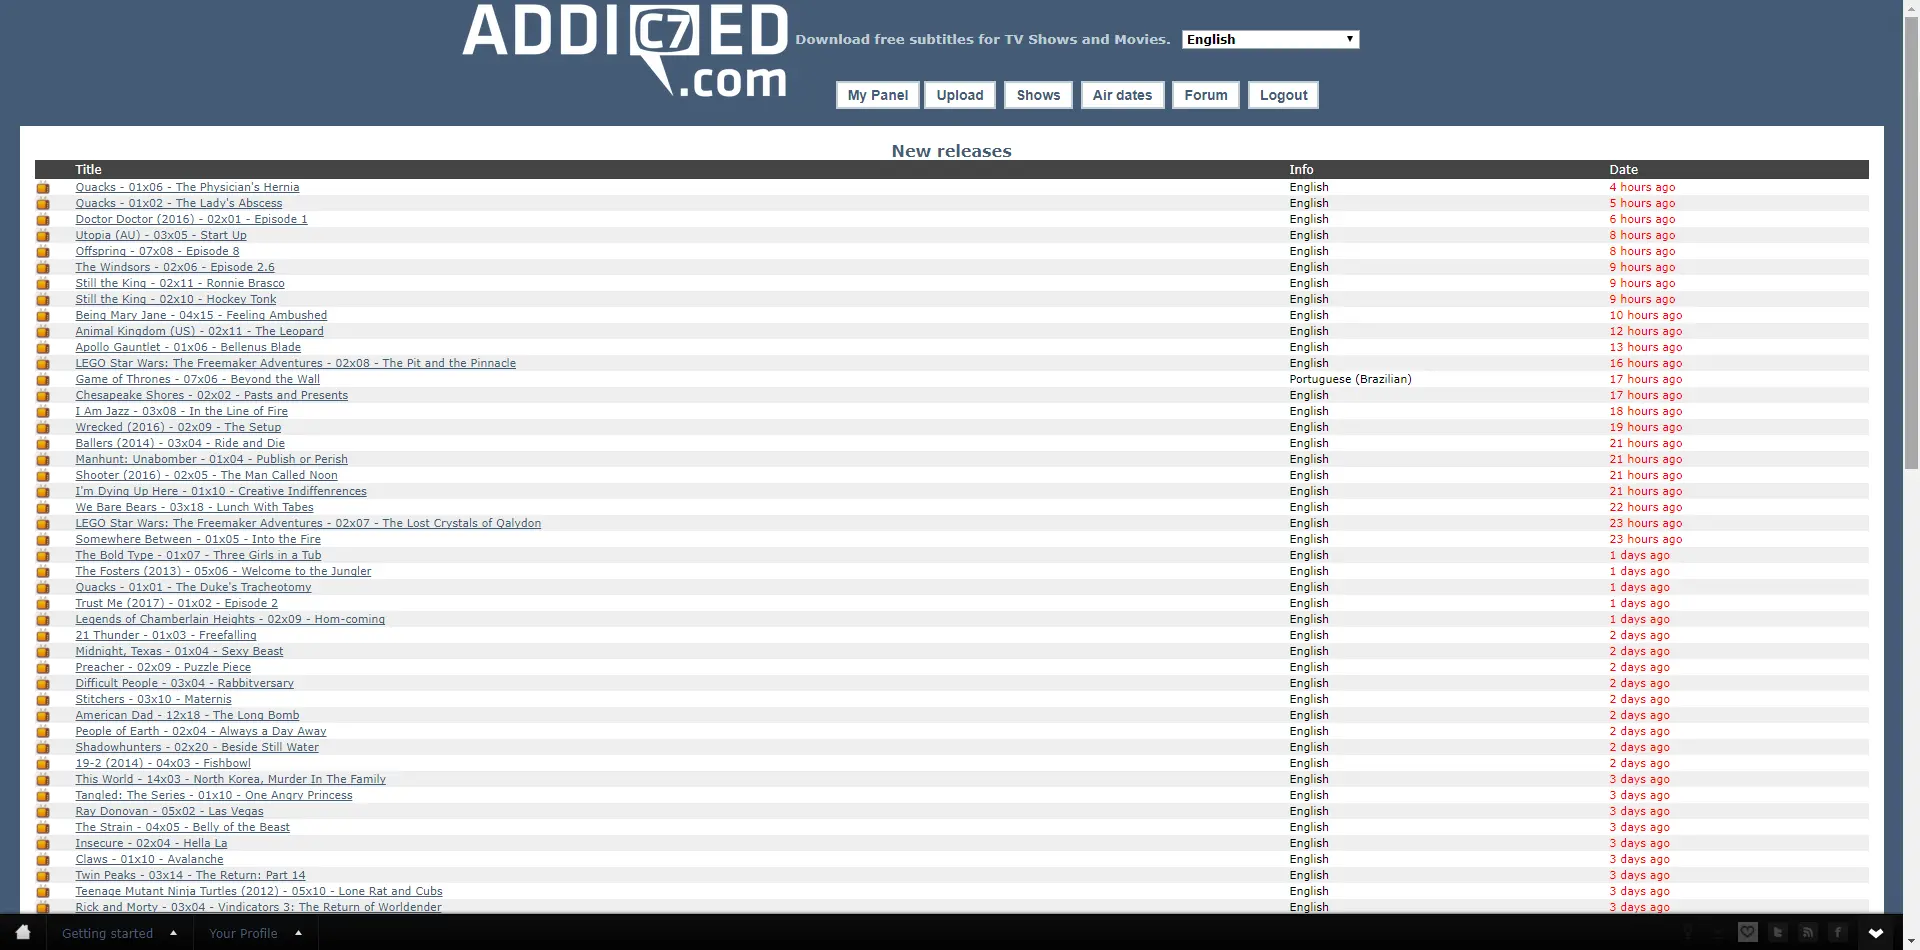 ADDIC7ED
.com
Download free subtitles for TV Shows and Movies. English
My Panel Upload Shows Air dates Forum Logout
New releases
Title Info Date
Quacks - 01x06 - The Physician's Hernia English 4 hours ago
Quacks - 01x02 - The Lady's Abscess English 5 hours ago
Doctor Doctor (2016) - 02x01 - Episode 1 English 6 hours ago
Utopia (AU) - 03x05 - Start Up English 8 hours ago
Offspring - 07x08 - Episode 8 English 8 hours ago
The Windsors - 02x06 - Episode 2.6 English 9 hours ago
Still the King - 02x11 - Ronnie Brasco English 9 hours ago
Still the King - 02x10 - Hockey Tonk English 9 hours ago
Being Mary Jane - 04x15 - Feeling Ambushed English 10 hours ago
Animal Kingdom (US) - 02x11 - The Leopard English 12 hours ago
Apollo Gauntlet - 01x06 - Bellenus Blade English 13 hours ago
LEGO Star Wars: The Freemaker Adventures - 02x08 - The Pit and the Pinnacle English 16 hours ago
Game of Thrones - 07x06 - Beyond the Wall Portuguese (Brazilian) 17 hours ago
Chesapeake Shores - 02x02 - Pasts and Presents English 17 hours ago
I Am Jazz - 03x08 - In the Line of Fire English 18 hours ago
Wrecked (2016) - 02x09 - The Setup English 19 hours ago
Ballers (2014) - 03x04 - Ride and Die English 21 hours ago
Manhunt: Unabomber - 01x04 - Publish or Perish English 21 hours ago
Shooter (2016) - 02x05 - The Man Called Noon English 21 hours ago
I'm Dying Up Here - 01x10 - Creative Indiffenrences English 21 hours ago
We Bare Bears - 03x18 - Lunch With Tabes English 22 hours ago
LEGO Star Wars: The Freemaker Adventures - 02x07 - The Lost Crystals of Qalydon English 23 hours ago
Somewhere Between - 01x05 - Into the Fire English 23 hours ago
The Bold Type - 01x07 - Three Girls in a Tub English 1 days ago
The Fosters (2013) - 05x06 - Welcome to the Jungler English 1 days ago
Quacks - 01x01 - The Duke's Tracheotomy English 1 days ago
Trust Me (2017) - 01x02 - Episode 2 English 1 days ago
Legends of Chamberlain Heights - 02x09 - Hom-coming English 1 days ago
21 Thunder - 01x03 - Freefalling English 2 days ago
Midnight, Texas - 01x04 - Sexy Beast English 2 days ago
Preacher - 02x09 - Puzzle Piece English 2 days ago
Difficult People - 03x04 - Rabbitversary English 2 days ago
Stitchers - 03x10 - Maternis English 2 days ago
American Dad - 12x18 - The Long Bomb English 2 days ago
People of Earth - 02x04 - Always a Day Away English 2 days ago
Shadowhunters - 02x20 - Beside Still Water English 2 days ago
19-2 (2014) - 04x03 - Fishbowl English 2 days ago
This World - 14x03 - North Korea, Murder In The Family English 3 days ago
Tangled: The Series - 01x10 - One Angry Princess English 3 days ago
Ray Donovan - 05x02 - Las Vegas English 3 days ago
The Strain - 04x05 - Belly of the Beast English 3 days ago
Insecure - 02x04 - Hella La English 3 days ago
Claws - 01x10 - Avalanche English 3 days ago
Twin Peaks - 03x14 - The Return: Part 14 English 3 days ago
Teenage Mutant Ninja Turtles (2012) - 05x10 - Lone Rat and Cubs English 3 days ago
Rick and Morty - 03x04 - Vindicators 3: The Return of Worldender English 3 days ago
Getting started Your Profile